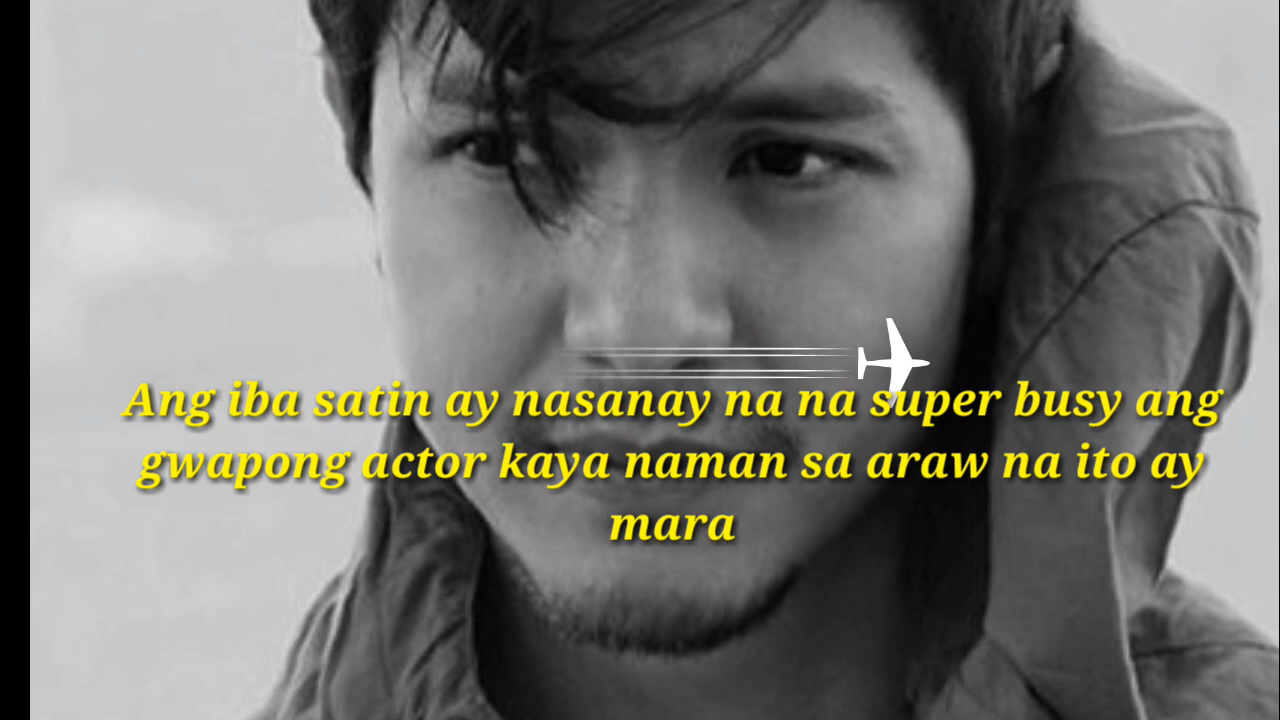 Ang iba satin ay nasanay na na super busy ang
gwapong actor kaya naman sa araw na ito ay
mara